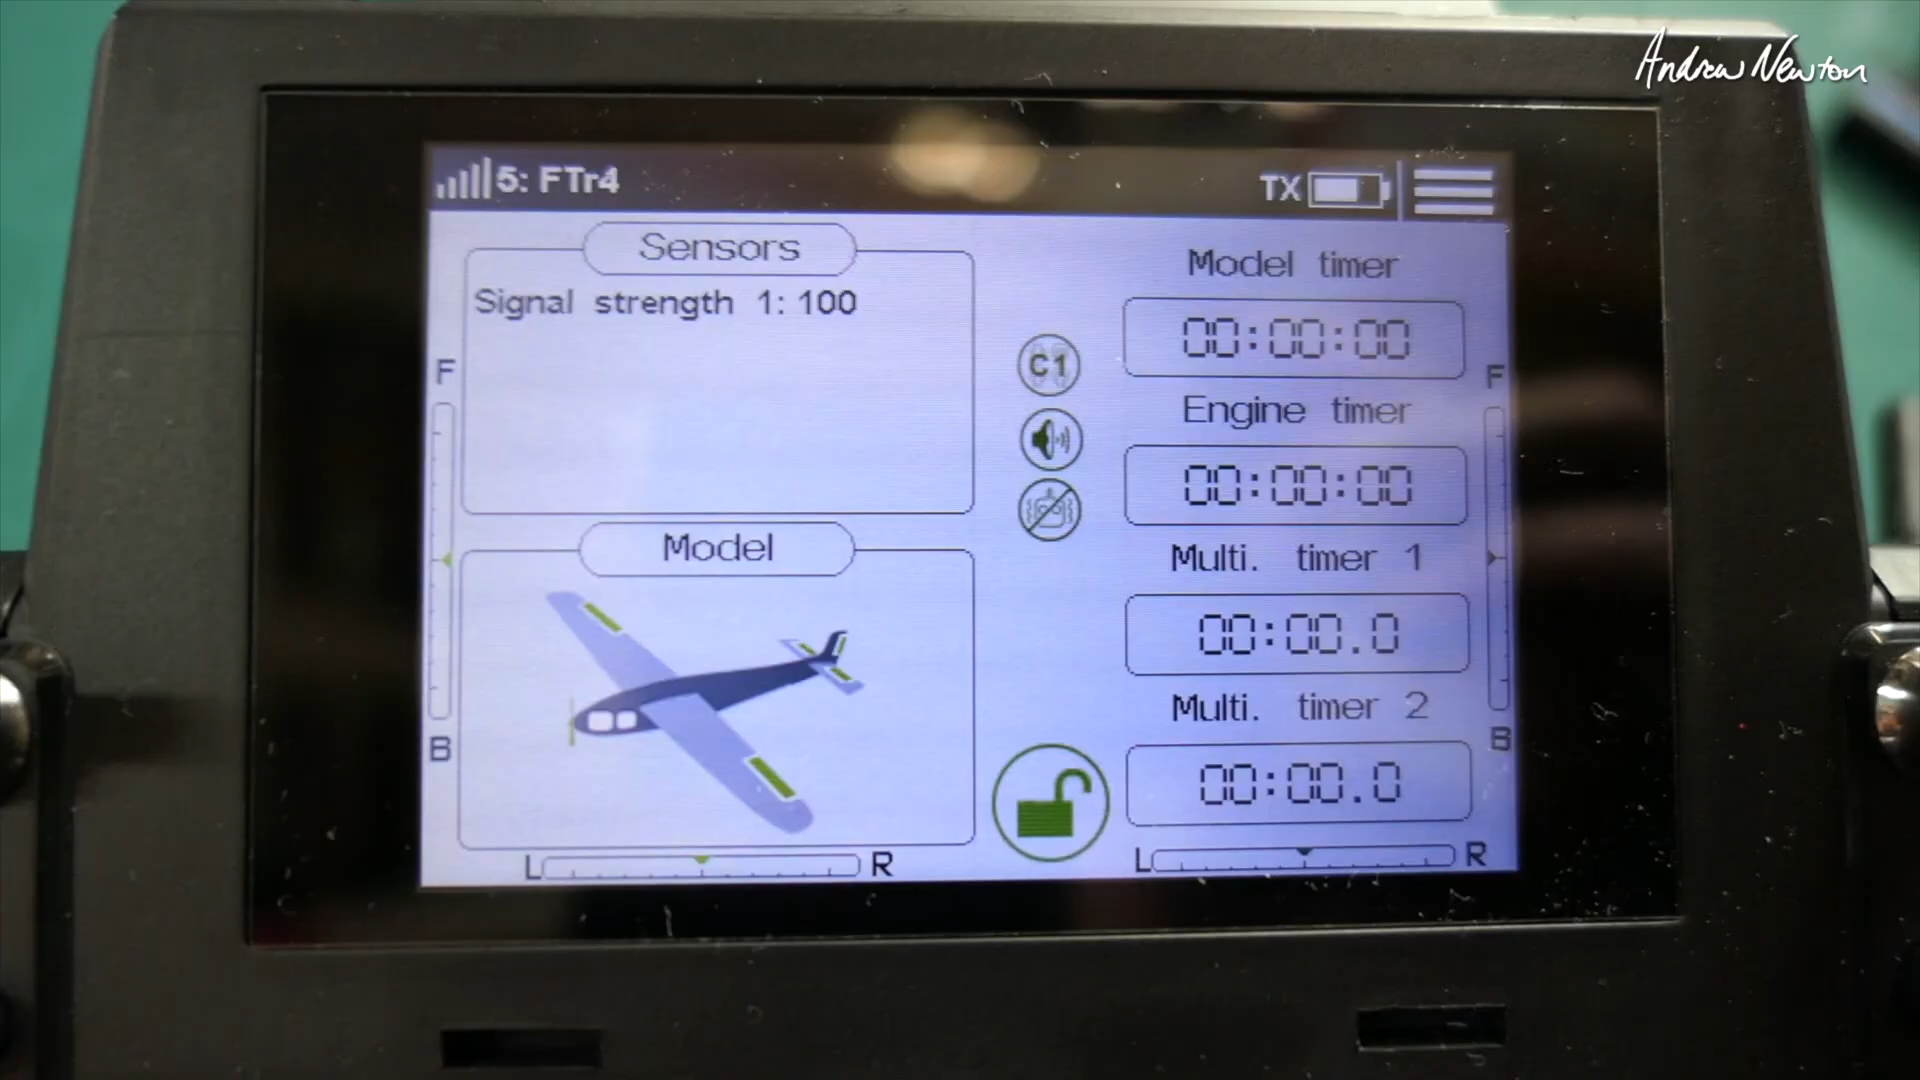 Andrew Newton
5: FTr4
TX
Sensors
Signal strength 1: 100
Model timer
00:00:00
C1
F
F
Engine timer
00:00:00
Model
Multi. timer 1
00:00.0
Multi. timer 2
B
B
00:00.0
L R
L R